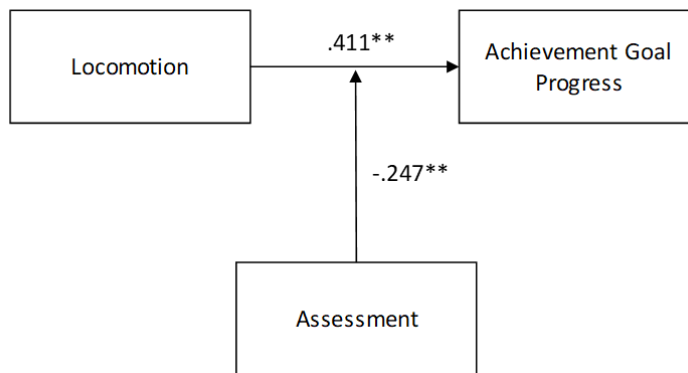 .411**
Locomotion
Achievement Goal
Progress
-.247**
Assessment